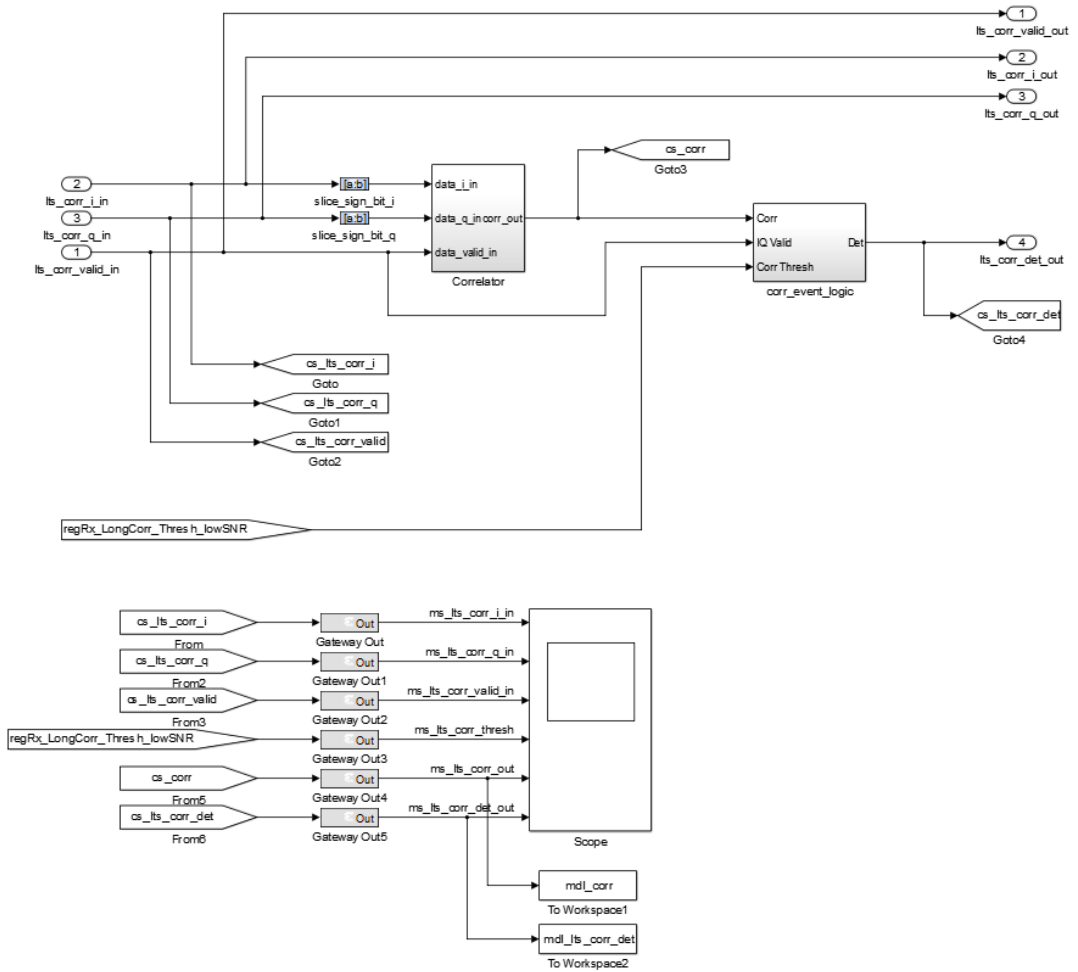 1
lts_corr_valid_out
2
lts_corr_i_out
3
lts_corr_q_out
cs_corr
Goto3
2
lts_corr_i_in
[a:b]
slice_sign_bit_i
data_i_in
3
lts_corr_q_in
[a:b]
slice_sign_bit_q
data_q_in
corr_out
1
lts_corr_valid_in
data_valid_in
Correlator
Corr
IQ Valid
Det
Corr Thresh
corr_event_logic
4
lts_corr_det_out
cs_lts_corr_det
Goto4
cs_lts_corr_i
Goto
cs_lts_corr_q
Goto1
cs_lts_corr_valid
Goto2
regRx_LongCorr_Thresh_lowSNR
cs_lts_corr_i
From
Out
Gateway Out
ms_lts_corr_i_in
cs_lts_corr_q
From2
Out
Gateway Out1
ms_lts_corr_q_in
cs_lts_corr_valid
From3
Out
Gateway Out2
ms_lts_corr_valid_in
regRx_LongCorr_Thresh_lowSNR
Out
Gateway Out3
ms_lts_corr_thresh
cs_corr
From5
Out
Gateway Out4
ms_lts_corr_out
cs_lts_corr_det
From6
Out
Gateway Out5
ms_lts_corr_det_out
Scope
mdl_corr
To Workspace1
mdl_lts_corr_det
To Workspace2